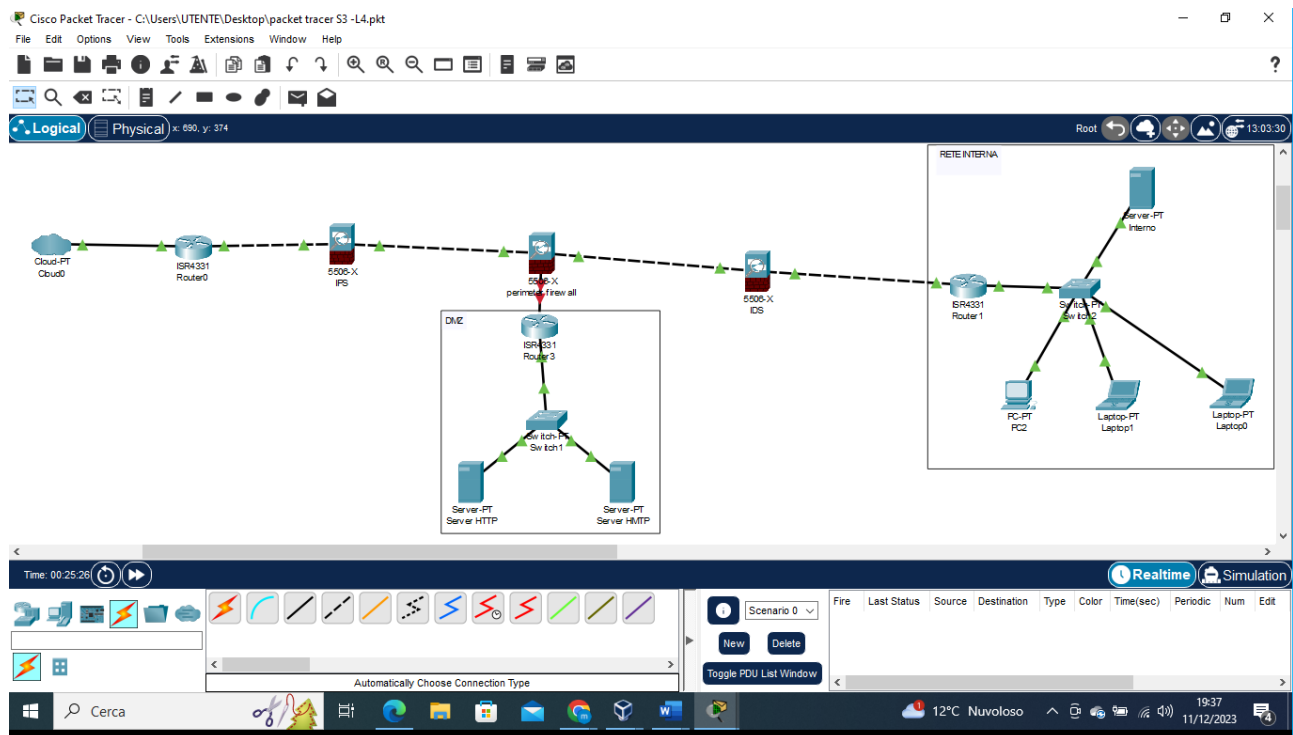 Cisco Packet Tracer - C:\Users\UTENTE\Desktop\packet tracer S3 -L4.pkt
File Edit Options View Tools Extensions Window Help
?
Logical Physical x: 690, y: 374 Root 13:03:30
RETE INTERNA
Server-PT
Interno
Cloud-PT
Cloud0
ISR4331
Router0
5506-X
IPS
5506-X
perimeter firewall
5506-X
IDS
ISR4331
Router1
Switch-PT
Switch2
DMZ
ISR4331
Router3
PC-PT
PC2
Laptop-PT
Laptop1
Laptop-PT
Laptop0
Switch-PT
Switch1
Server-PT
Server HTTP
Server-PT
Server HMTP
Time: 00:25:26 Realtime Simulation
Scenario 0
New Delete
Toggle PDU List Window
Fire Last Status Source Destination Type Color Time(sec) Periodic Num Edit
Automatically Choose Connection Type
Cerca
12°C Nuvoloso
19:37
11/12/2023
4